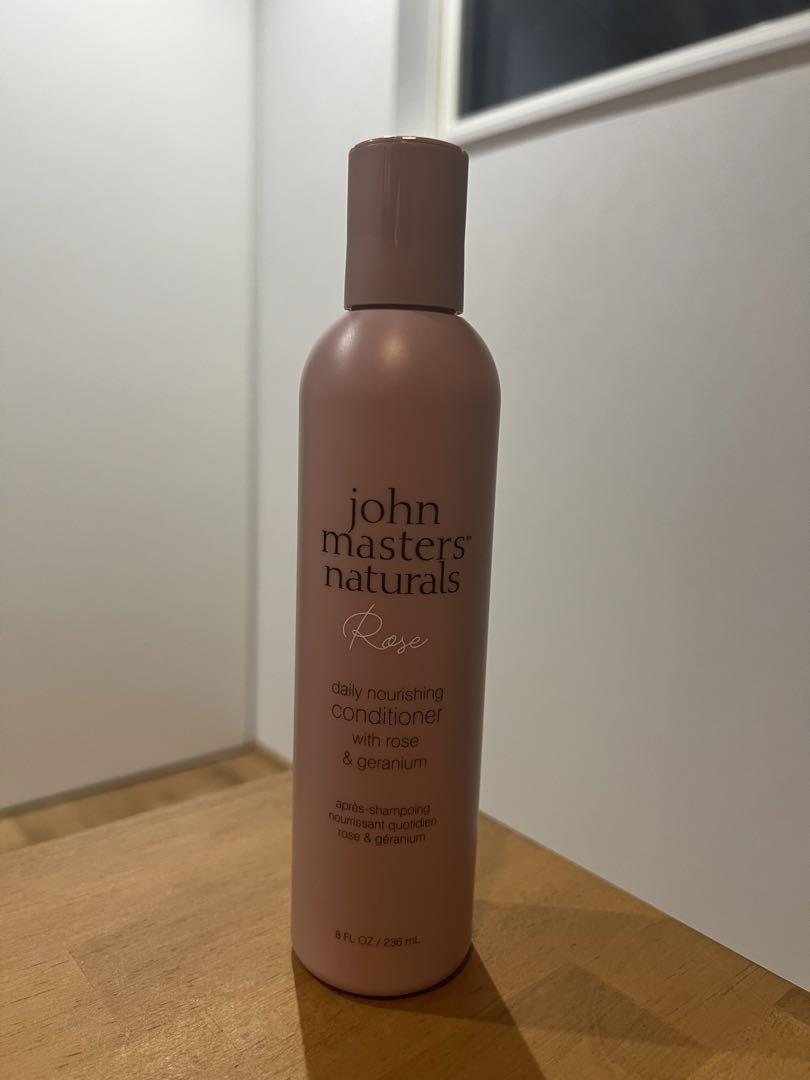 john
masters™
naturals
Rose
daily nourishing
conditioner
with rose
& geranium
après-shampoing
nourrissant quotidien
rose & géranium
8 FL OZ / 236 mL